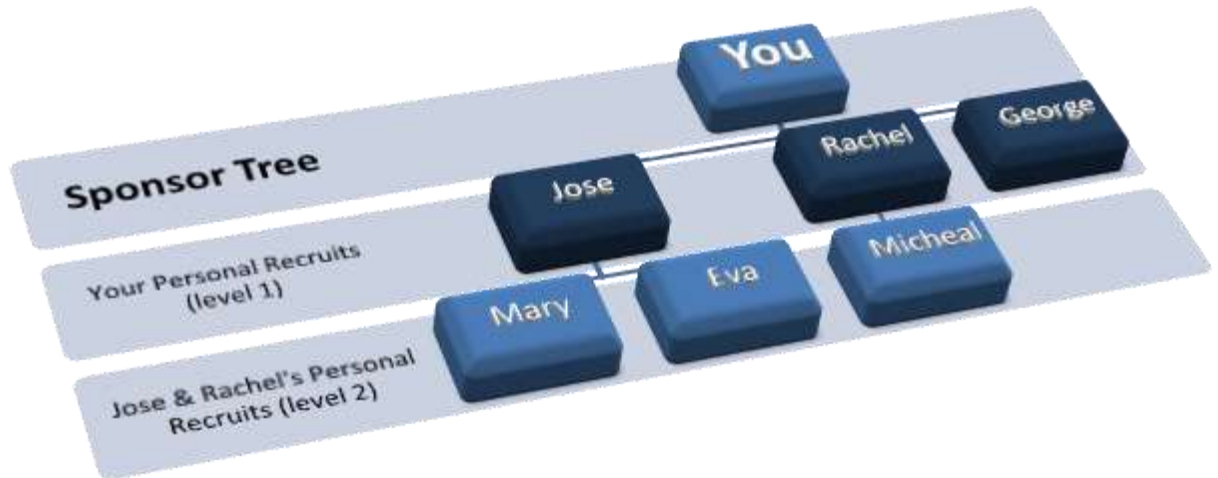 You
Sponsor Tree
Jose
Rachel
George
Your Personal Recruits
(level 1)
Mary
Eva
Micheal
Jose & Rachel's Personal
Recruits (level 2)